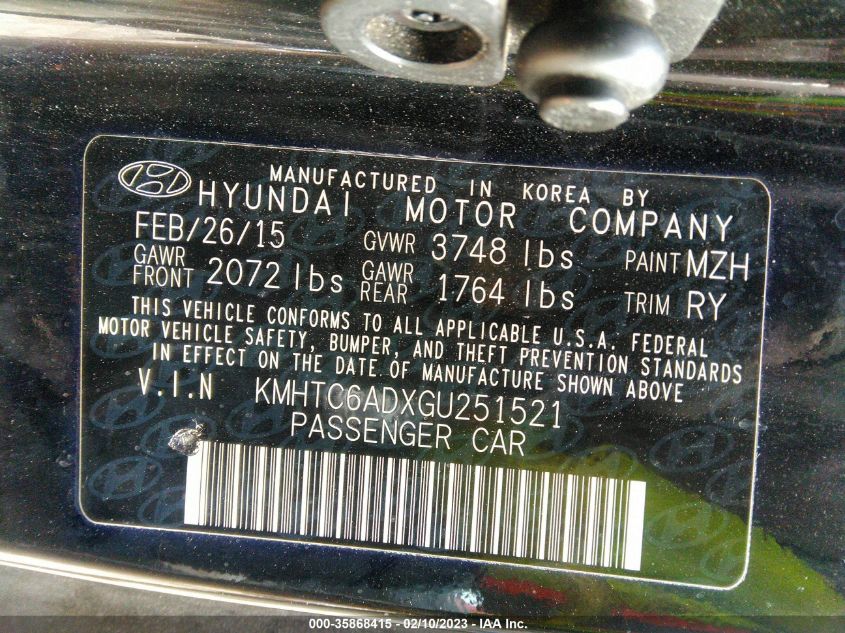 MANUFACTURED IN KOREA BY
HYUNDAI MOTOR COMPANY
FEB/26/15 GVWR 3748 lbs PAINT MZH
GAWR FRONT 2072 lbs GAWR REAR 1764 lbs TRIM RY
THIS VEHICLE CONFORMS TO ALL APPLICABLE U.S.A. FEDERAL
MOTOR VEHICLE SAFETY, BUMPER, AND THEFT PREVENTION STANDARDS
IN EFFECT ON THE DATE OF MANUFACTURE SHOWN ABOVE
V.I.N KMHTC6ADXGU251521
PASSENGER CAR
000-35868415 - 02/10/2023 - IAA Inc.